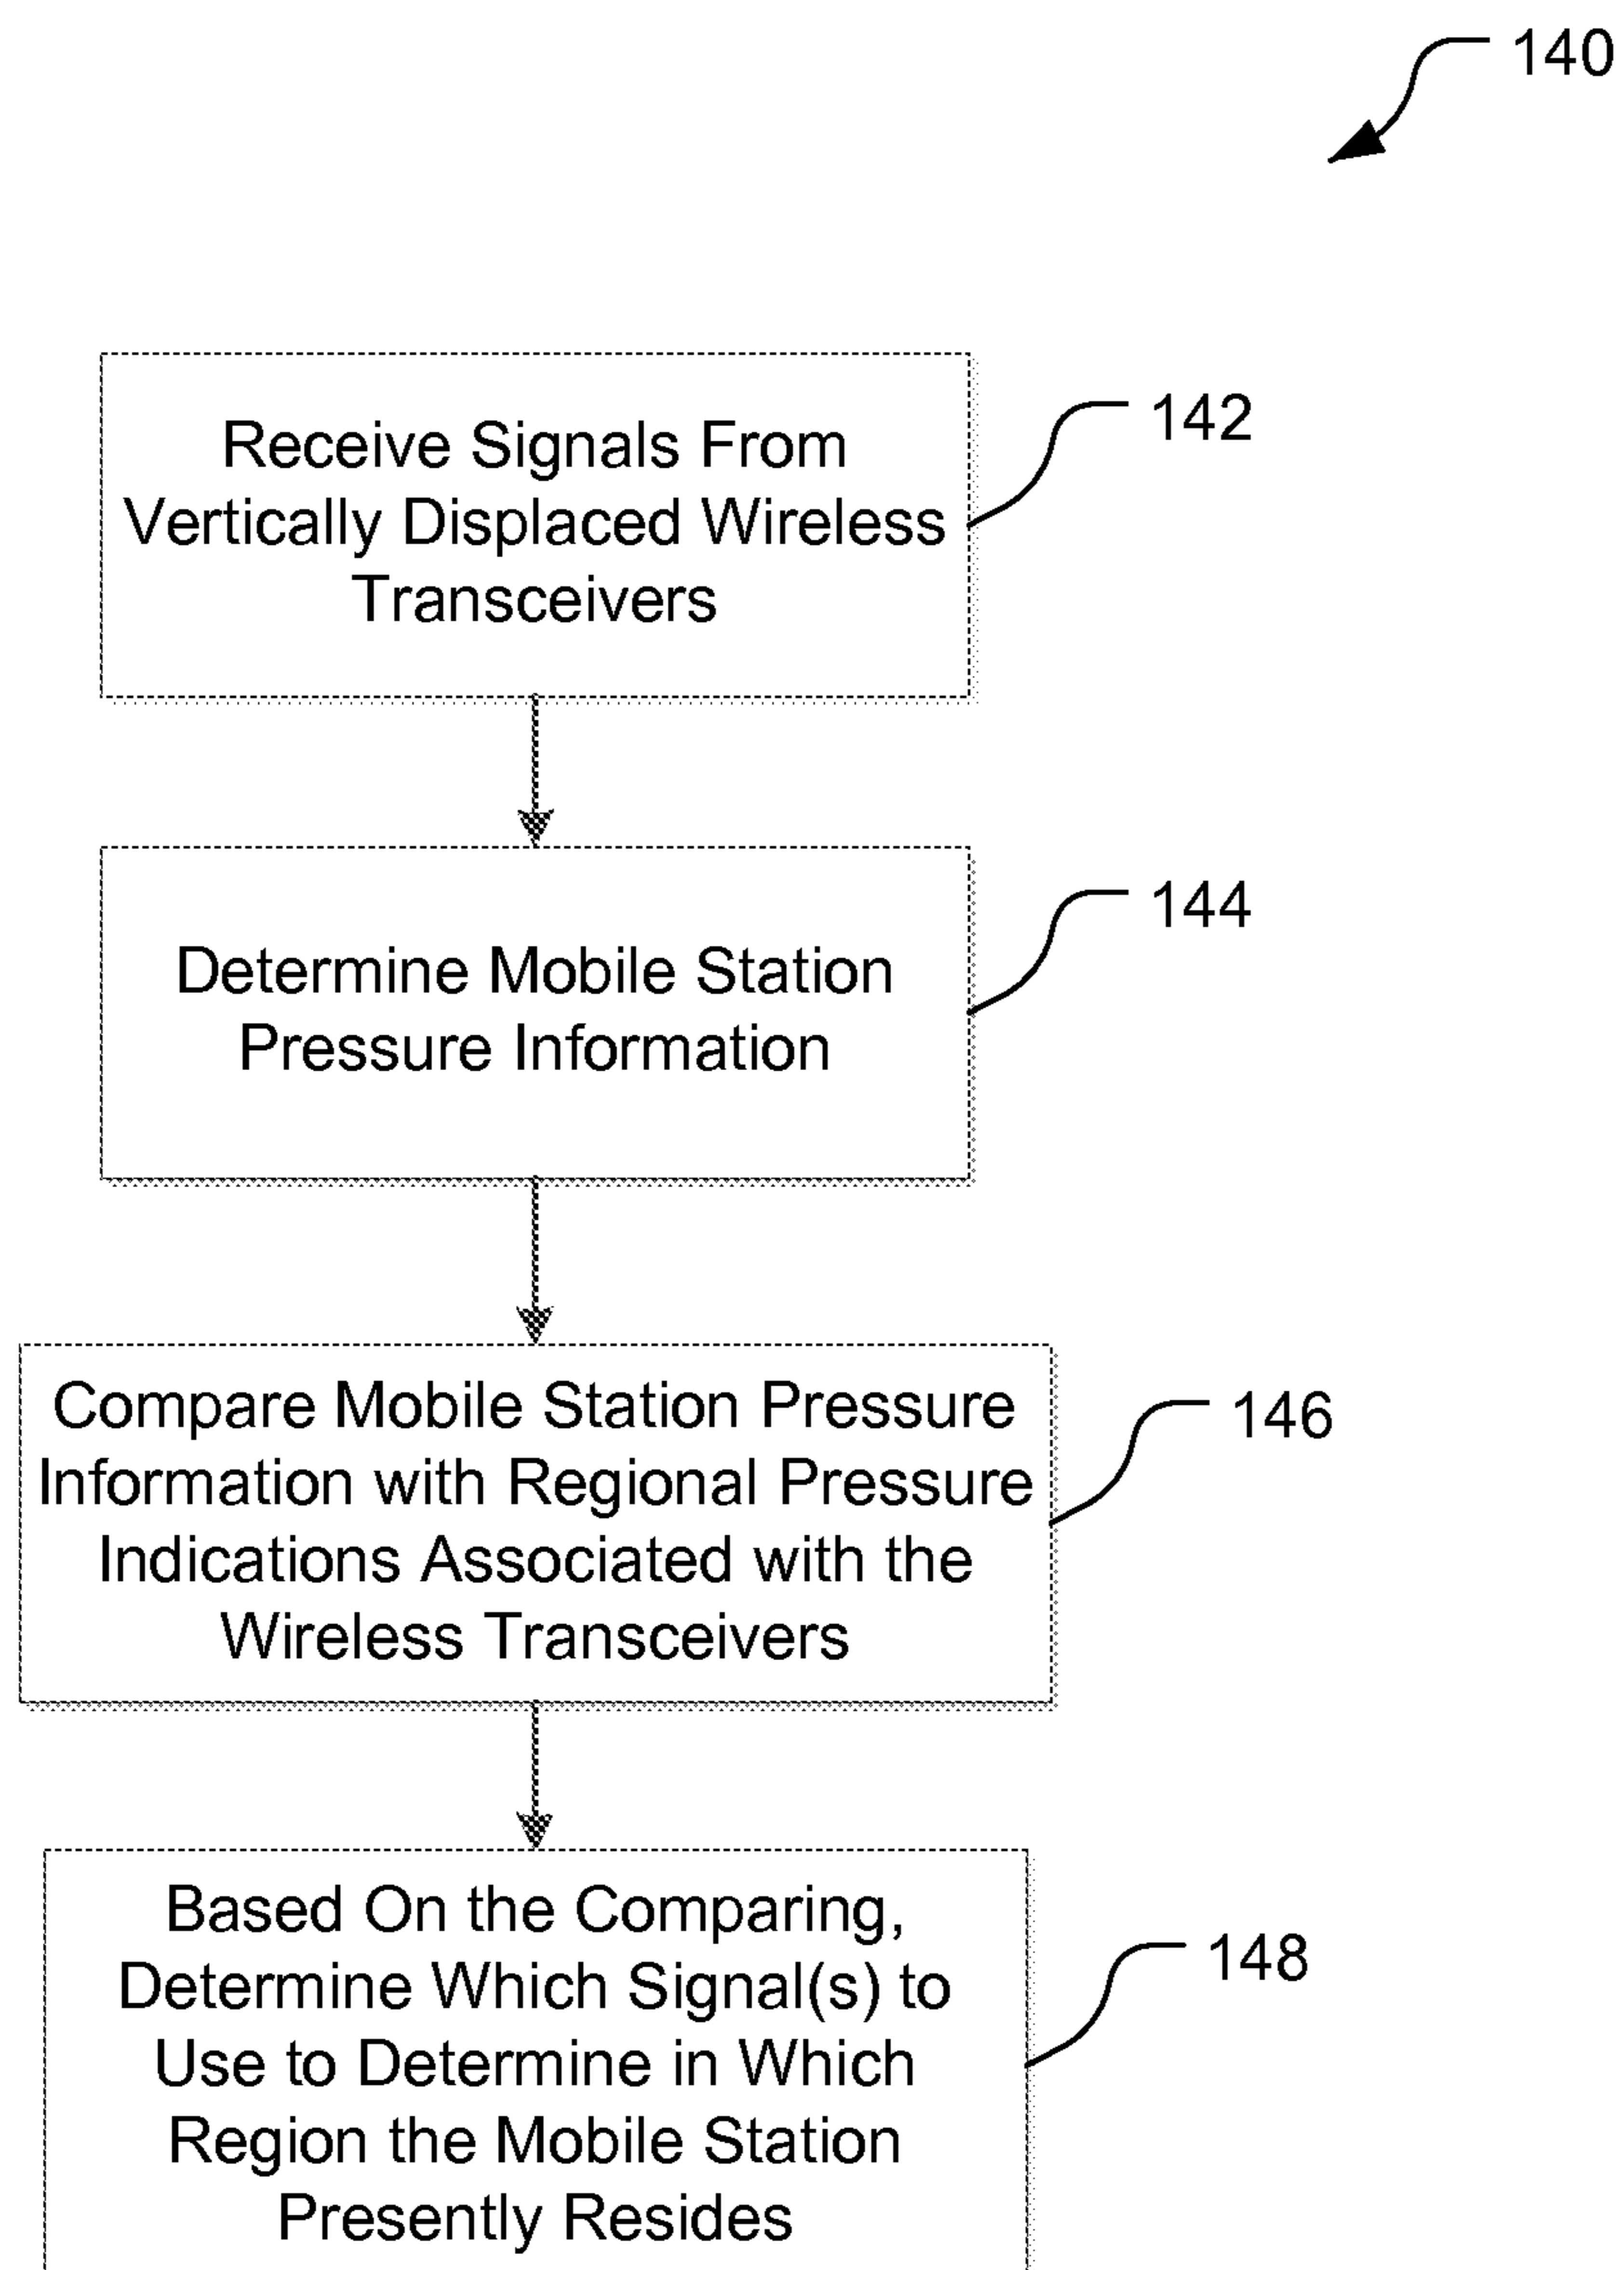 140
Receive Signals From
Vertically Displaced Wireless
Transceivers
142
Determine Mobile Station
Pressure Information
144
Compare Mobile Station Pressure
Information with Regional Pressure
Indications Associated with the
Wireless Transceivers
146
Based On the Comparing,
Determine Which Signal(s) to
Use to Determine in Which
Region the Mobile Station
Presently Resides
148